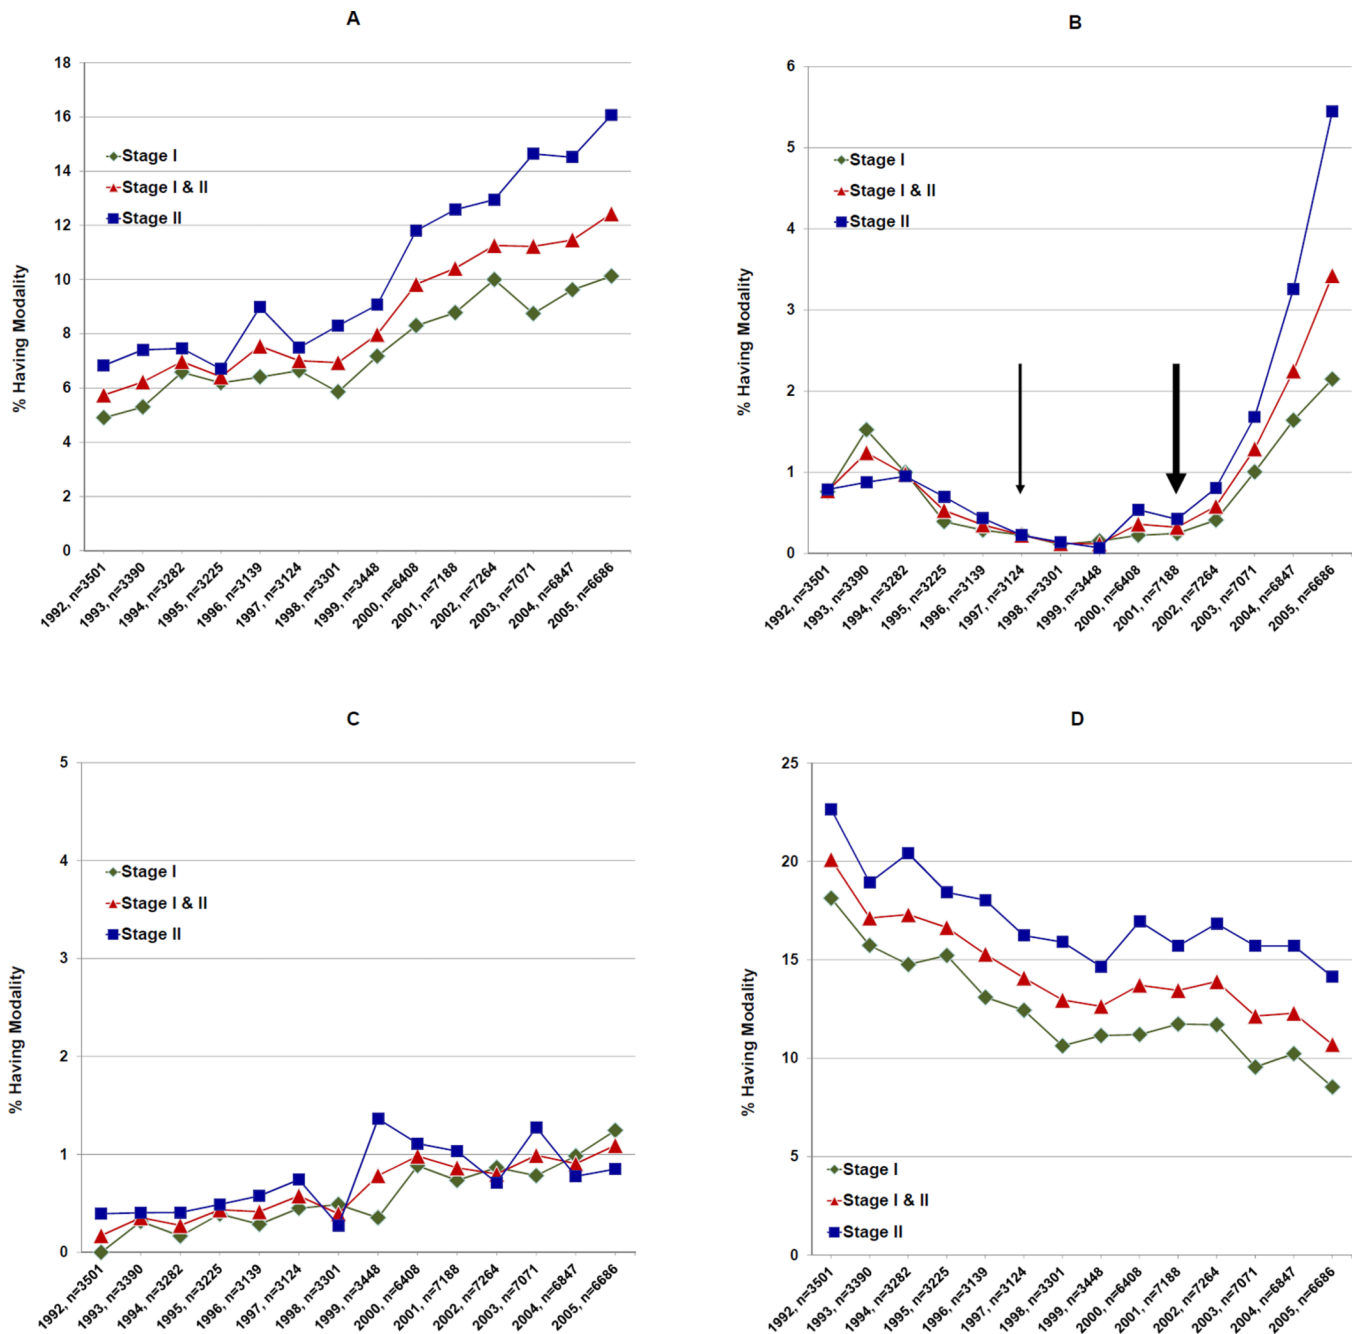 A
% Having Modality
18
16
14
12
10
8
6
4
2
0
Stage I
Stage I & II
Stage II
1992, n=3501
1993, n=3390
1994, n=3282
1995, n=3225
1996, n=3139
1997, n=3124
1998, n=3301
1999, n=3448
2000, n=6408
2001, n=7188
2002, n=7264
2003, n=7071
2004, n=6847
2005, n=6686
B
% Having Modality
6
5
4
3
2
1
0
Stage I
Stage I & II
Stage II
1992, n=3501
1993, n=3390
1994, n=3282
1995, n=3225
1996, n=3139
1997, n=3124
1998, n=3301
1999, n=3448
2000, n=6408
2001, n=7188
2002, n=7264
2003, n=7071
2004, n=6847
2005, n=6686
C
% Having Modality
5
4
3
2
1
0
Stage I
Stage I & II
Stage II
1992, n=3501
1993, n=3390
1994, n=3282
1995, n=3225
1996, n=3139
1997, n=3124
1998, n=3301
1999, n=3448
2000, n=6408
2001, n=7188
2002, n=7264
2003, n=7071
2004, n=6847
2005, n=6686
D
% Having Modality
25
20
15
10
5
0
Stage I
Stage I & II
Stage II
1992, n=3501
1993, n=3390
1994, n=3282
1995, n=3225
1996, n=3139
1997, n=3124
1998, n=3301
1999, n=3448
2000, n=6408
2001, n=7188
2002, n=7264
2003, n=7071
2004, n=6847
2005, n=6686